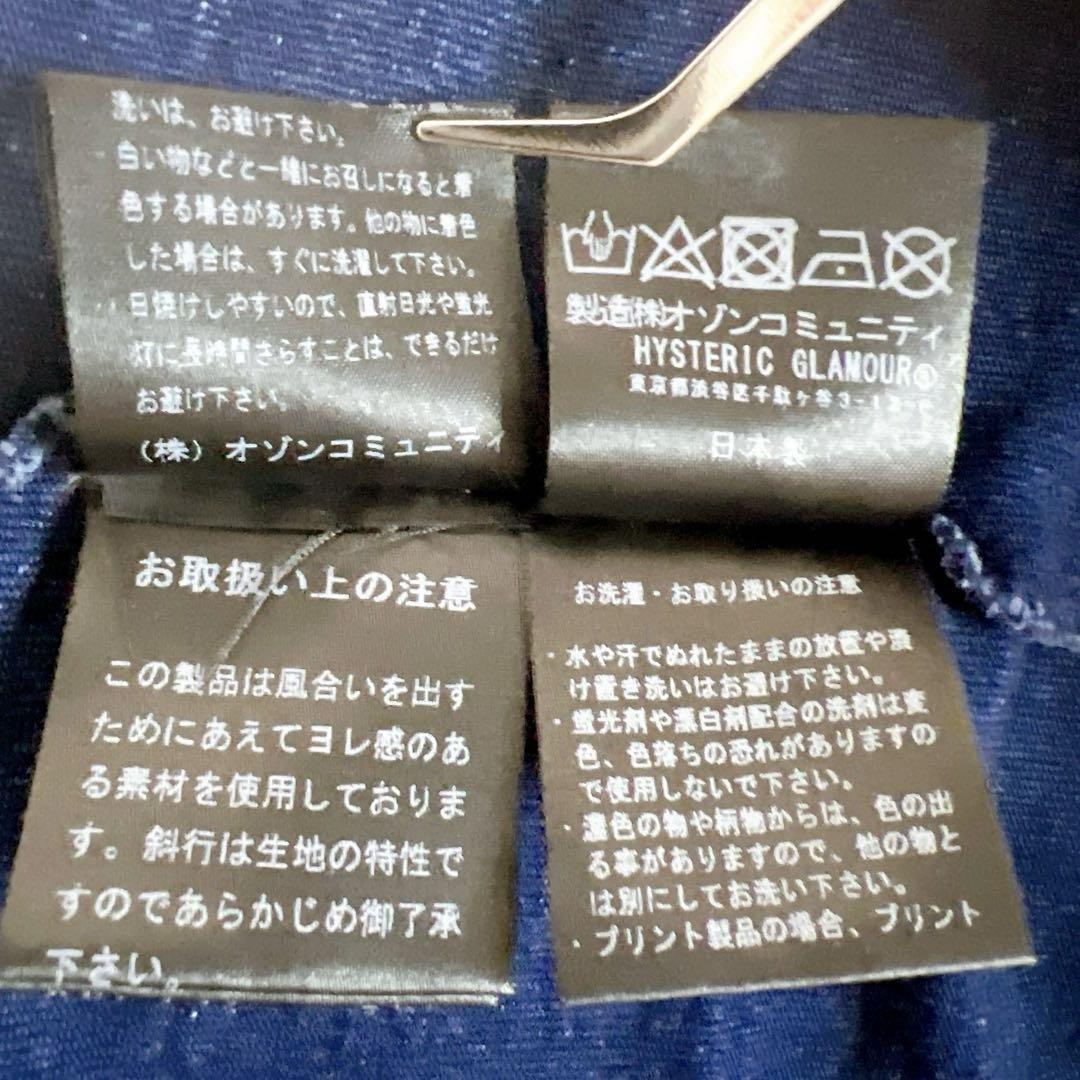 洗いは、お避け下さい。
白い物などと一緒にお召しになると着
色する場合があります。他の物に着色
した場合は、すぐに洗濯して下さい。
日焼けしやすいので、直射日光や蛍光
灯に長時間さらすことは、できるだけ
お避け下さい。
(株) オゾンコミュニティ
製造㈱オゾンコミュニティ
HYSTERIC GLAMOUR®
東京都渋谷区千駄ヶ谷3-13-
日本製
お取扱い上の注意
この製品は風合いを出す
ためにあえてヨレ感のあ
る素材を使用しておりま
す。斜行は生地の特性で
すのであらかじめ御了承
下さい。
お洗濯・お取り扱いの注意
・水や汗でぬれたままの放置や漬
け置き洗いはお避け下さい。
・蛍光剤や漂白剤配合の洗剤は変
色、色落ちの恐れがありますの
で使用しないで下さい。
・濃色の物や柄物からは、色の出
る事がありますので、他の物と
は別にしてお洗い下さい。
・プリント製品の場合、プリント